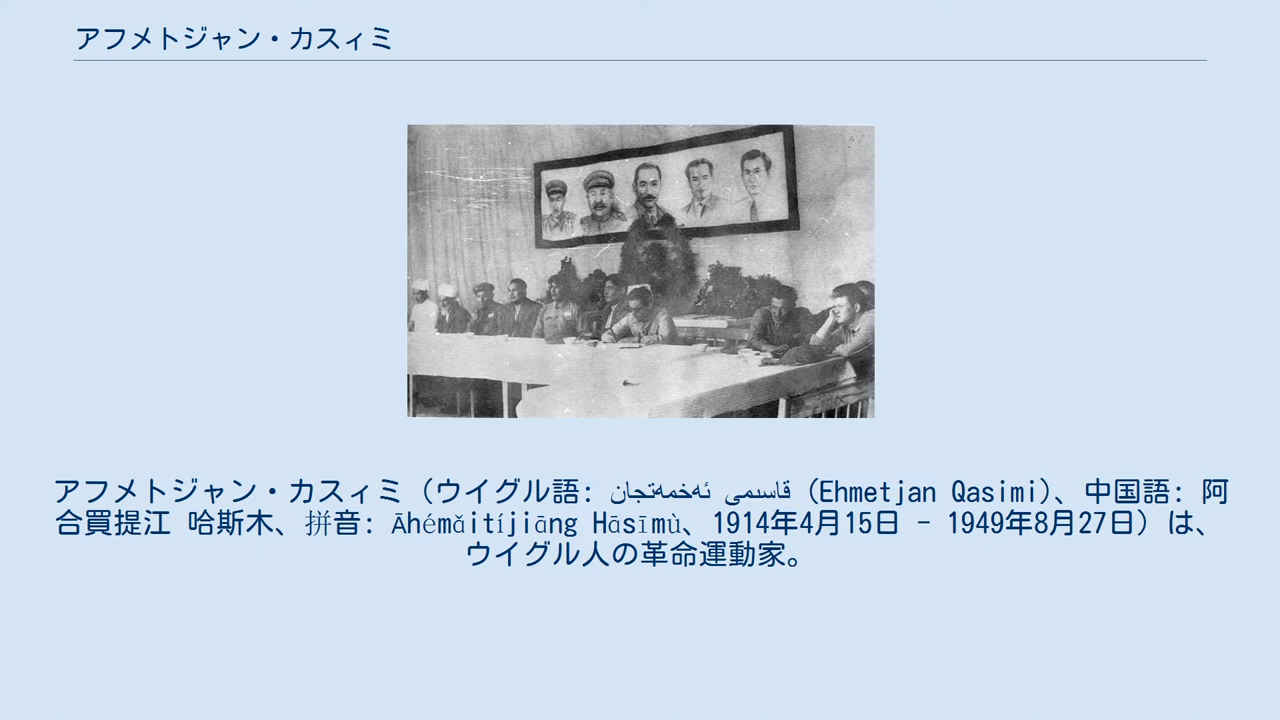 アフメトジャン・カスィミ
アフメトジャン・カスィミ（ウイグル語: ئەخمەتجان قاسىمى (Ehmetjan Qasimi)、中国語: 阿
合買提江 哈斯木、拼音: Āhémǎitíjiāng Hāsīmù、1914年4月15日 - 1949年8月27日）は、
ウイグル人の革命運動家。